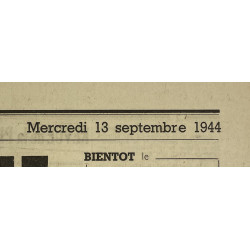 Mercredi 13 septembre 1944
BIENTOT le